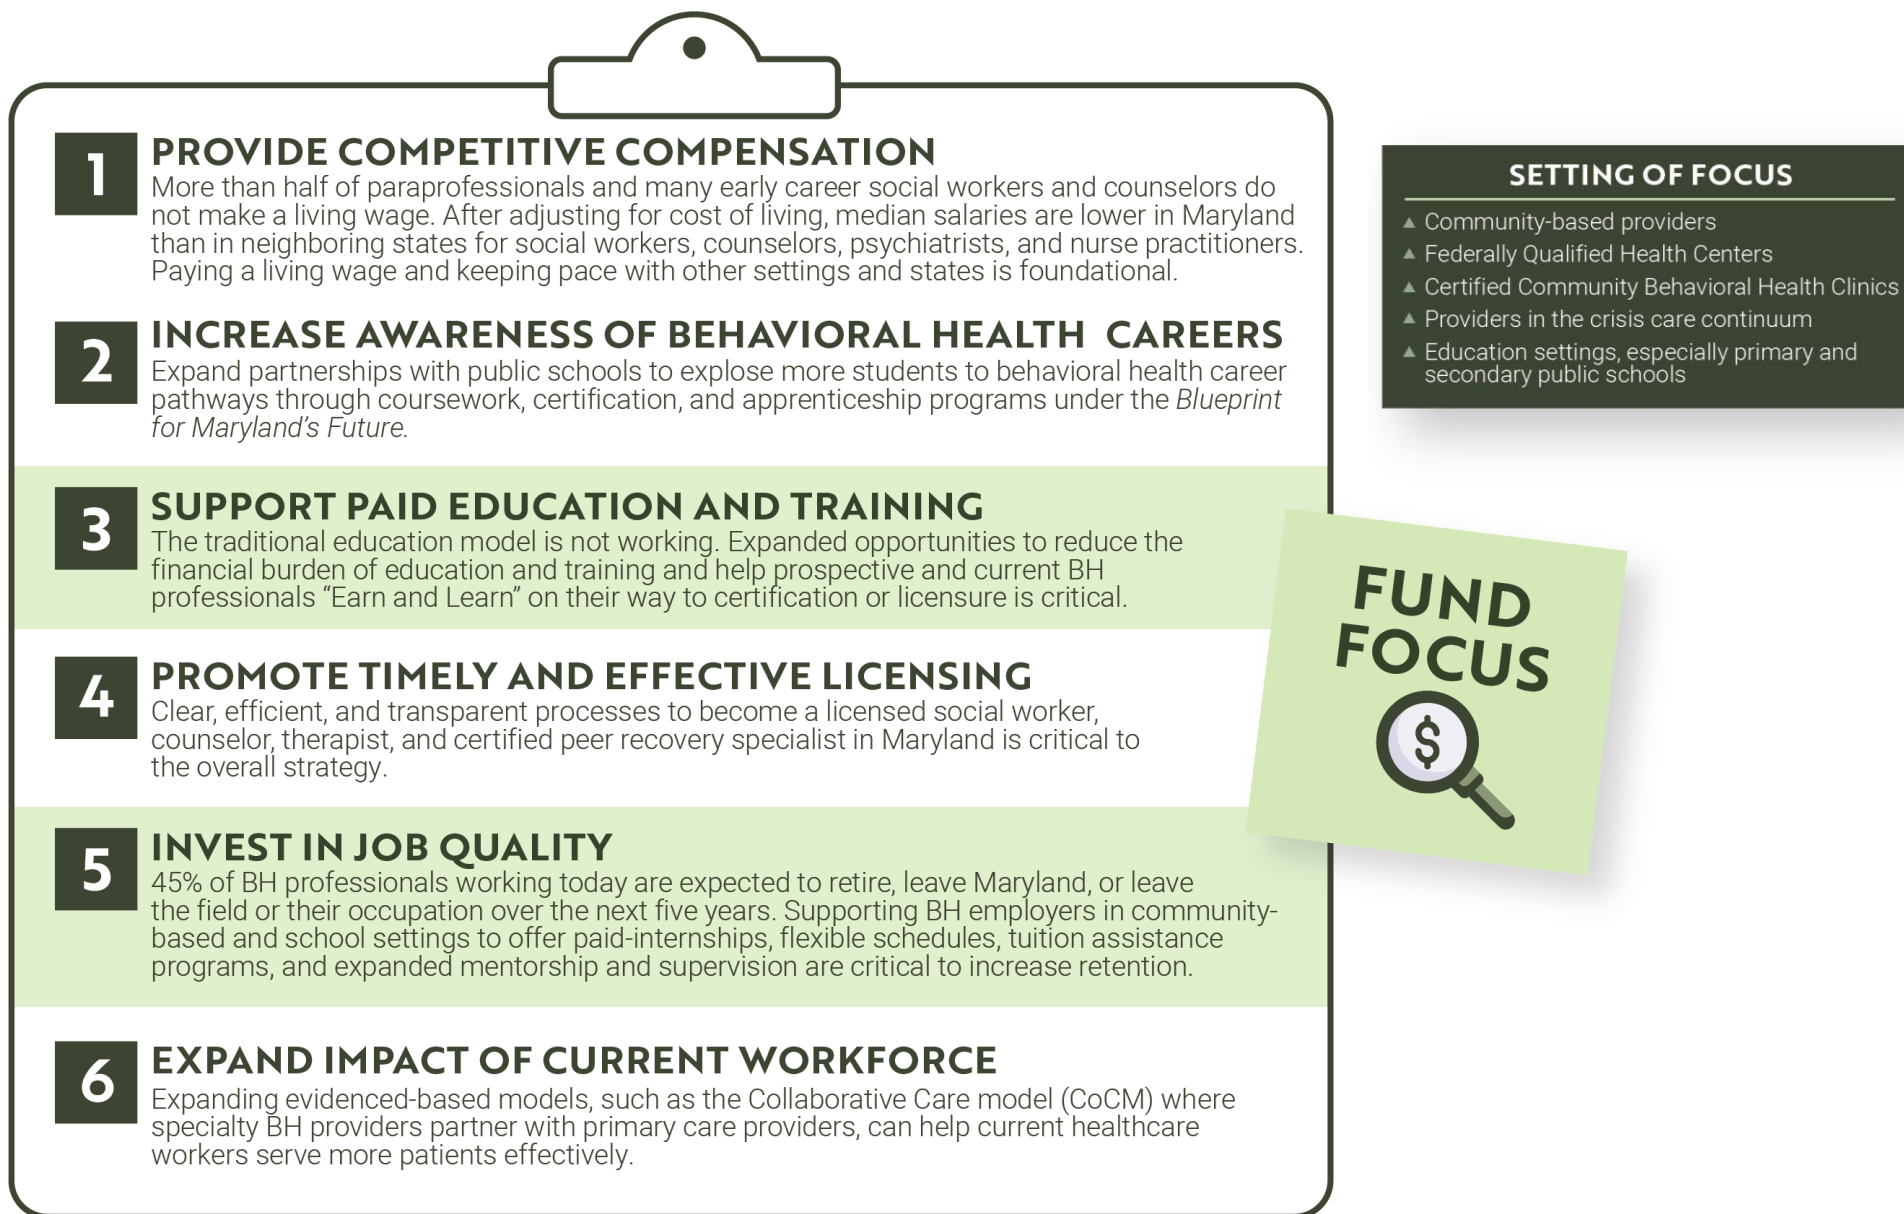 1
PROVIDE COMPETITIVE COMPENSATION
More than half of paraprofessionals and many early career social workers and counselors do
not make a living wage. After adjusting for cost of living, median salaries are lower in Maryland
than in neighboring states for social workers, counselors, psychiatrists, and nurse practitioners.
Paying a living wage and keeping pace with other settings and states is foundational.
2
INCREASE AWARENESS OF BEHAVIORAL HEALTH CAREERS
Expand partnerships with public schools to explose more students to behavioral health career
pathways through coursework, certification, and apprenticeship programs under the Blueprint
for Maryland's Future.
3
SUPPORT PAID EDUCATION AND TRAINING
The traditional education model is not working. Expanded opportunities to reduce the
financial burden of education and training and help prospective and current BH
professionals “Earn and Learn” on their way to certification or licensure is critical.
4
PROMOTE TIMELY AND EFFECTIVE LICENSING
Clear, efficient, and transparent processes to become a licensed social worker,
counselor, therapist, and certified peer recovery specialist in Maryland is critical to
the overall strategy.
5
INVEST IN JOB QUALITY
45% of BH professionals working today are expected to retire, leave Maryland, or leave
the field or their occupation over the next five years. Supporting BH employers in community-
based and school settings to offer paid-internships, flexible schedules, tuition assistance
programs, and expanded mentorship and supervision are critical to increase retention.
6
EXPAND IMPACT OF CURRENT WORKFORCE
Expanding evidenced-based models, such as the Collaborative Care model (CoCM) where
specialty BH providers partner with primary care providers, can help current healthcare
workers serve more patients effectively.
SETTING OF FOCUS
Community-based providers
Federally Qualified Health Centers
Certified Community Behavioral Health Clinics
Providers in the crisis care continuum
Education settings, especially primary and
secondary public schools
FUND
FOCUS
$